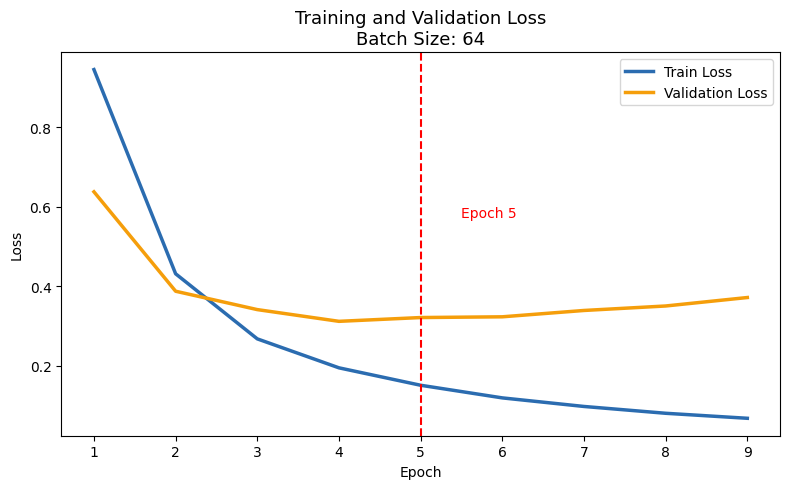 Training and Validation Loss
Batch Size: 64
Train Loss
Validation Loss
0.8
0.6
0.4
0.2
Loss
Epoch 5
1 2 3 4 5 6 7 8 9
Epoch